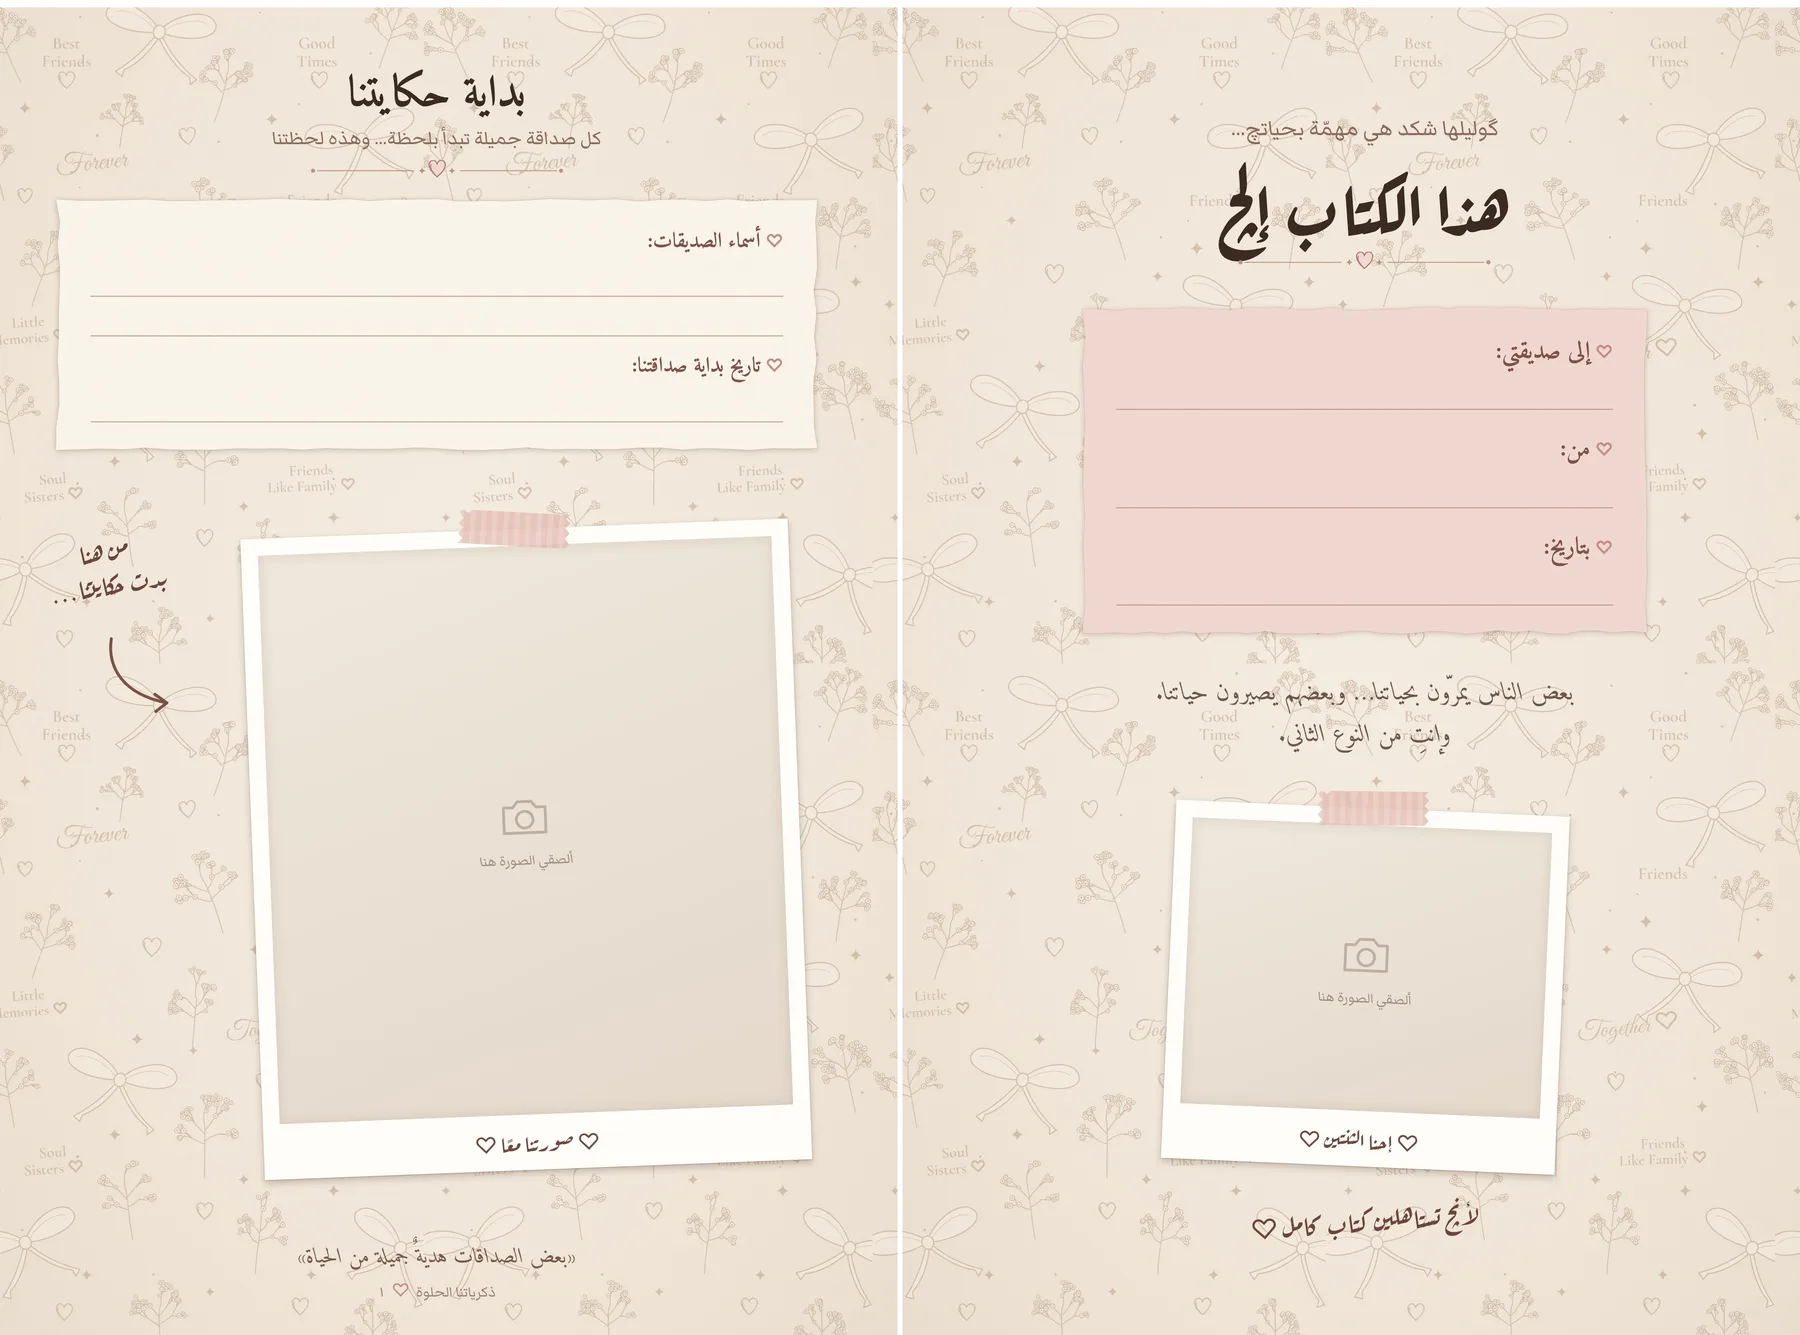 گوليلها شكد هي مهمّة بحياتچ...
هذا الكتاب إلچ
إلى صديقتي:
من:
بتاريخ:
بعض الناس يمرّون بحياتنا... وبعضهم يصيرون حياتنا.
وإنتِ من النوع الثاني.
ألصقي الصورة هنا
إحنا الثنتين
لأنچ تستاهلين كتاب كامل
بداية حكايتنا
كل صداقة جميلة تبدأ بلحظة... وهذه لحظتنا
أسماء الصديقات:
تاريخ بداية صداقتنا:
من هنا
بدت حكايتنا...
ألصقي الصورة هنا
صورتنا معًا
«بعض الصداقات هديةٌ جميلة من الحياة»
ذكرياتنا الحلوة ١
Best
Friends
Good
Times
Forever
Little
Memories
Soul
Sisters
Friends
Like Family
Together